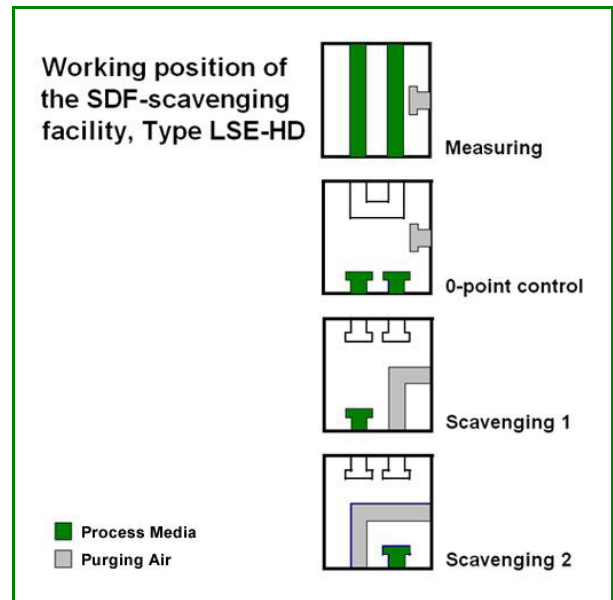 Working position of
the SDF-scavenging
facility, Type LSE-HD
Measuring
0-point control
Scavenging 1
Scavenging 2
Process Media
Purging Air